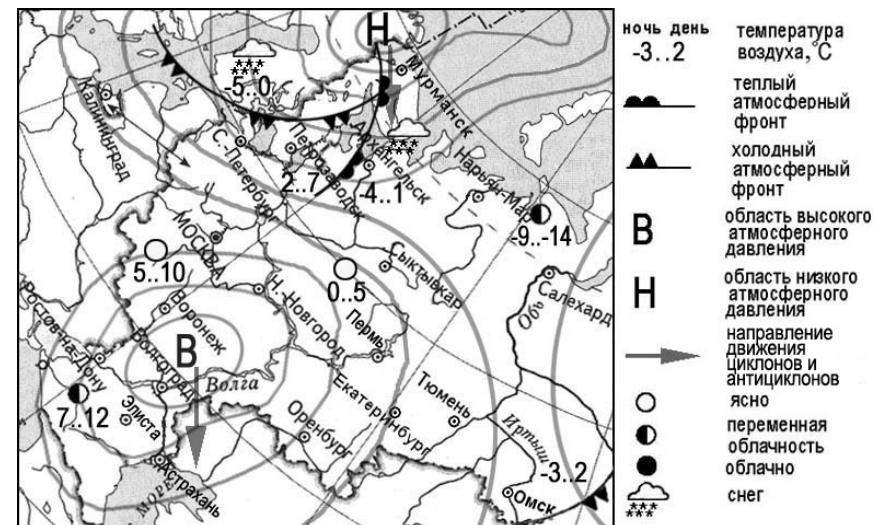 Н
-5..0
Мурманск
Калининград
С. Петербург
Петрозаводск
Архангельск
Нарьян-Мар
2..7
-4..1
-9..-14
МОСКВА
5..10
Сыктывкар
0..5
Обь
Салехард
Ростов-на-Дону
Воронеж
Н. Новгород
Пермь
В
Волгоград
Волга
Екатеринбург
Тюмень
7..12
Элиста
Оренбург
Иртыш
-3..2
Астрахань
МОРЕ
Омск
ночь день
-3..2
температура
воздуха,°С
теплый
атмосферный
фронт
холодный
атмосферный
фронт
В
область высокого
атмосферного
давления
Н
область низкого
атмосферного
давления
направление
движения
циклонов и
антициклонов
ясно
переменная
облачность
облачно
снег